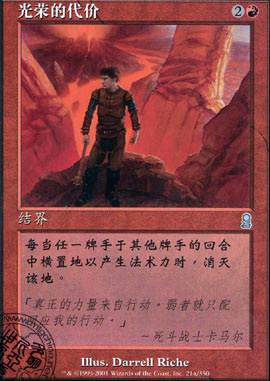 光荣的代价 2
结界
每当任一牌手于其他牌手的回合
中横置地以产生法术力时，消灭
该地。
「真正的力量来自行动。弱者就只配
对应我的行动。」
～死斗战士卡马尔
Illus. Darrell Riche
™ & ©1993-2001 Wizards of the Coast, Inc. 214/350